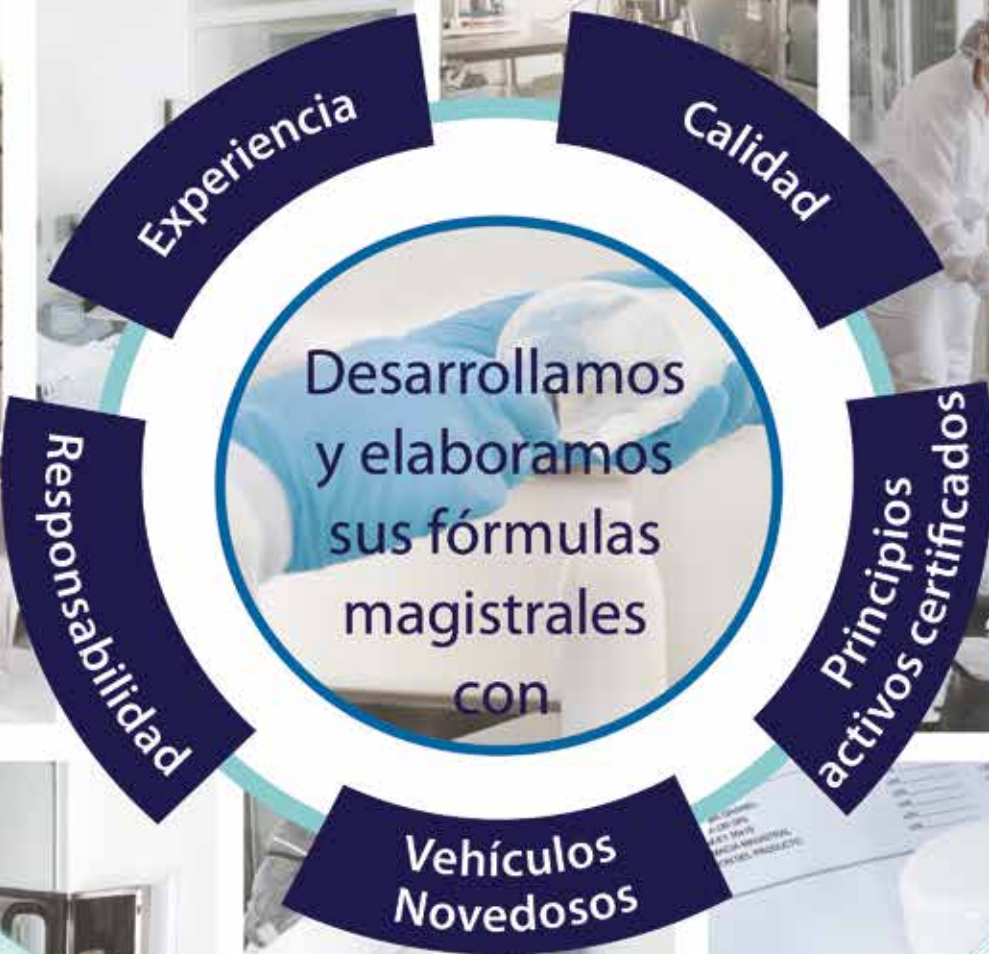 Experiencia
Calidad
Desarrollamos
y elaboramos
sus fórmulas
magistrales
con
Responsabilidad
Principios
activos certificados
Vehículos
Novedosos